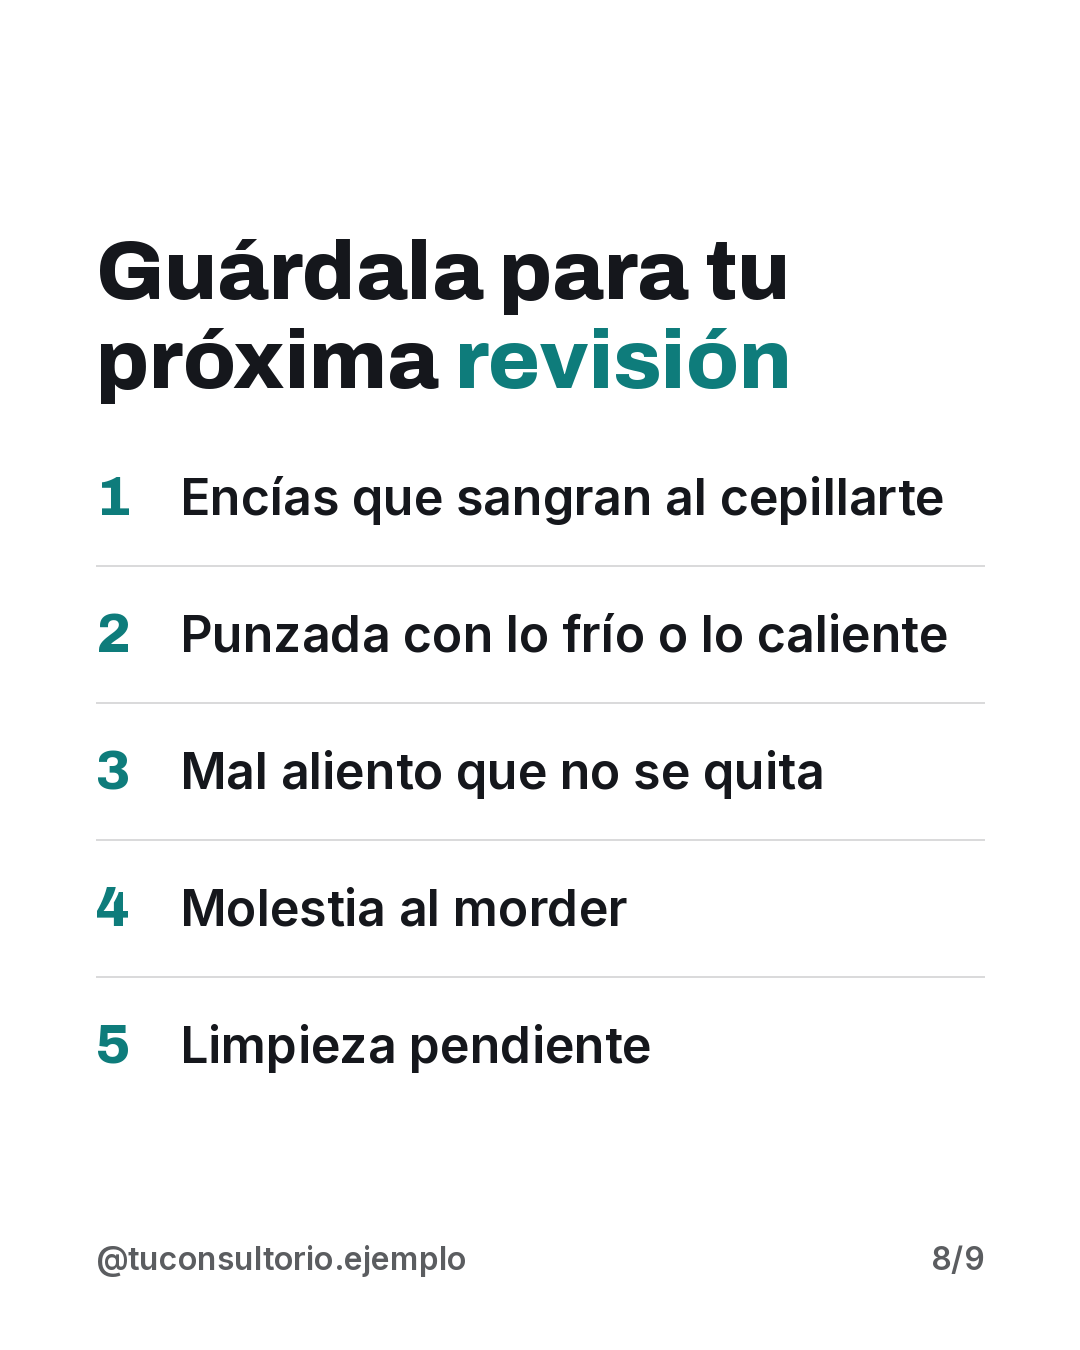 Guárdala para tu
próxima revisión
1 Encías que sangran al cepillarte
2 Punzada con lo frío o lo caliente
3 Mal aliento que no se quita
4 Molestia al morder
5 Limpieza pendiente
@tuconsultorio.ejemplo 8/9